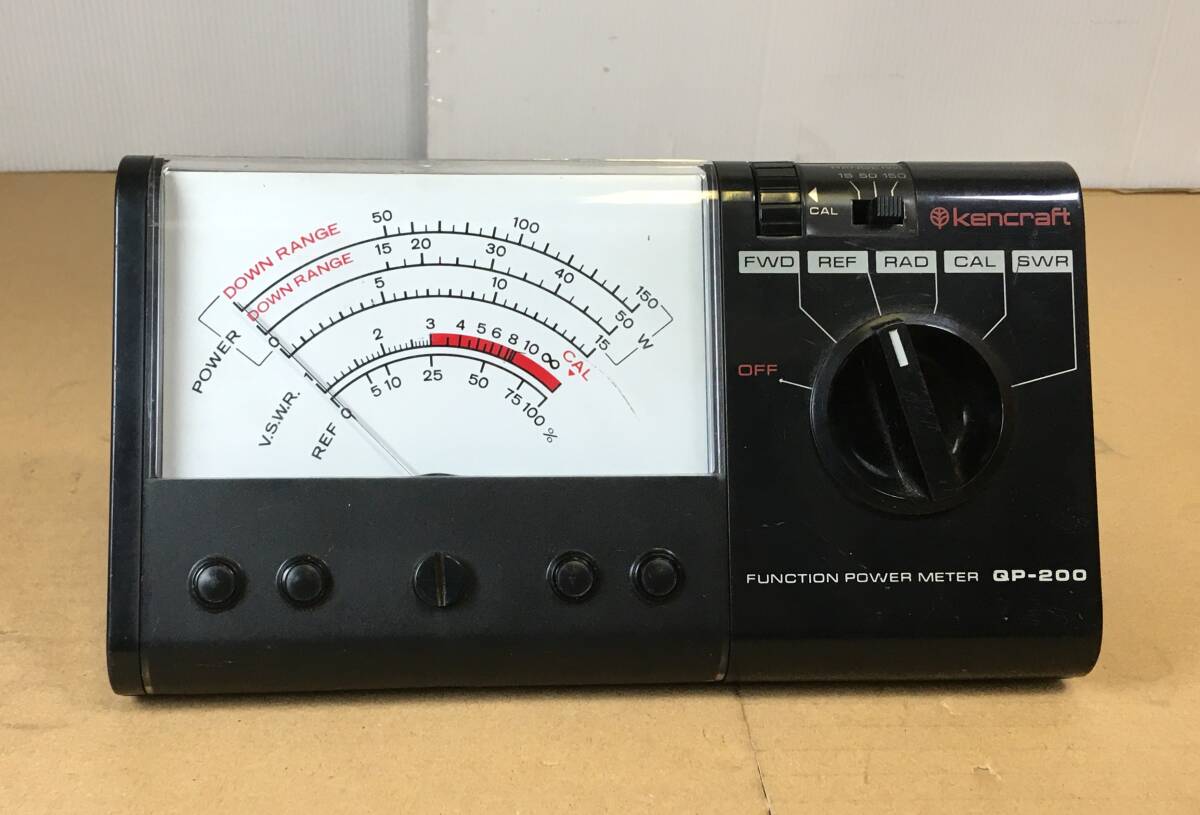 50 100 150
DOWN RANGE
15 20 30 40 50
DOWN RANGE
0 5 10 15
POWER
W
1 2 3 4 5 6 8 10 ∞
CAL
V.S.W.R.
0 5 10 25 50 75 100 %
REF
15 50 150
CAL
kencraft
FWD REF RAD CAL SWR
OFF
FUNCTION POWER METER QP-200